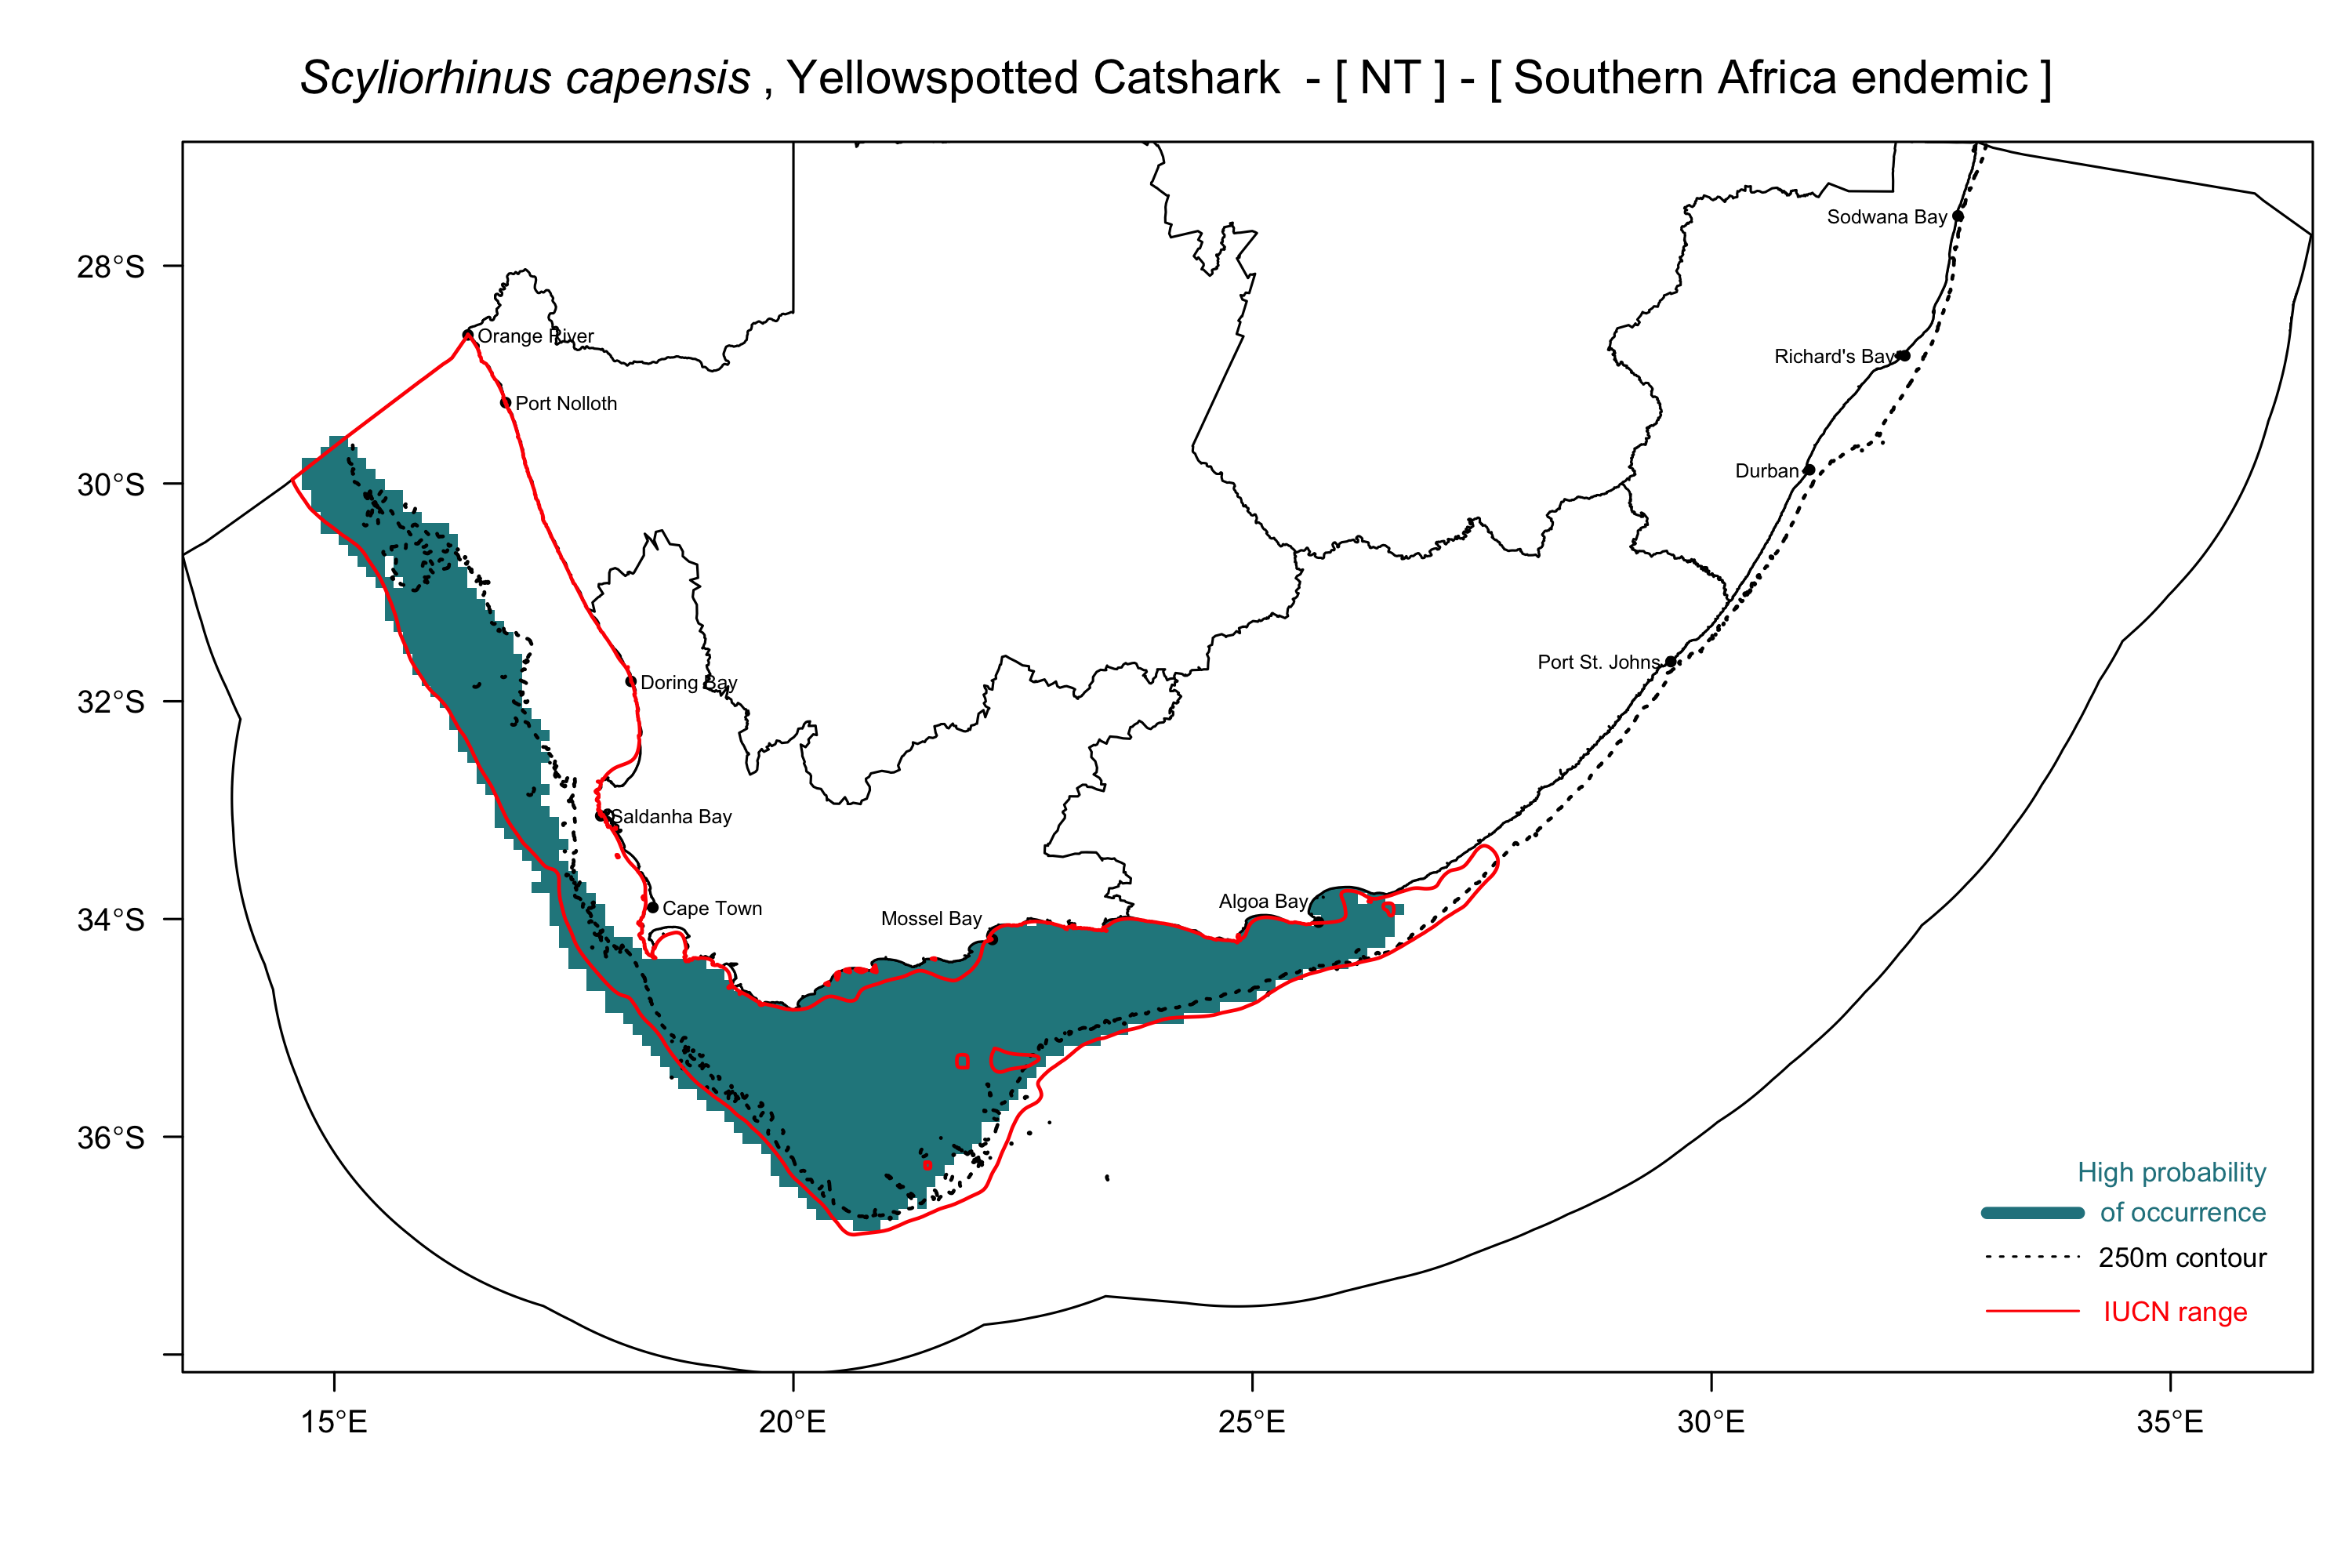 Scyliorhinus capensis , Yellowspotted Catshark - [ NT ] - [ Southern Africa endemic ]
Sodwana Bay
28°S
Orange River
Richard's Bay
Port Nolloth
Durban
30°S
Port St. Johns
Doring Bay
32°S
Saldanha Bay
Algoa Bay
Cape Town
Mossel Bay
34°S
36°S
High probability
of occurrence
250m contour
IUCN range
15°E
20°E
25°E
30°E
35°E